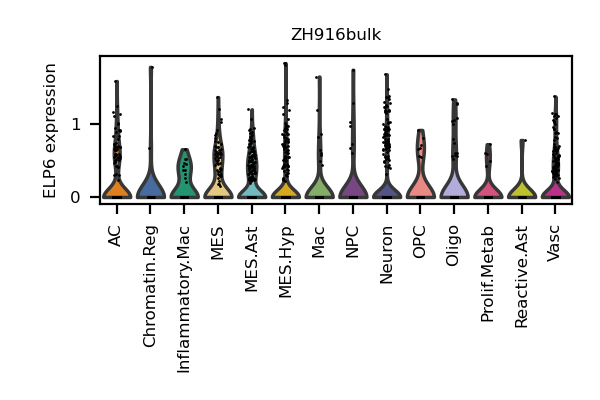 ZH916bulk
ELP6 expression
1
0
AC
Chromatin.Reg
Inflammatory.Mac
MES
MES.Ast
MES.Hyp
Mac
NPC
Neuron
OPC
Oligo
Prolif.Metab
Reactive.Ast
Vasc